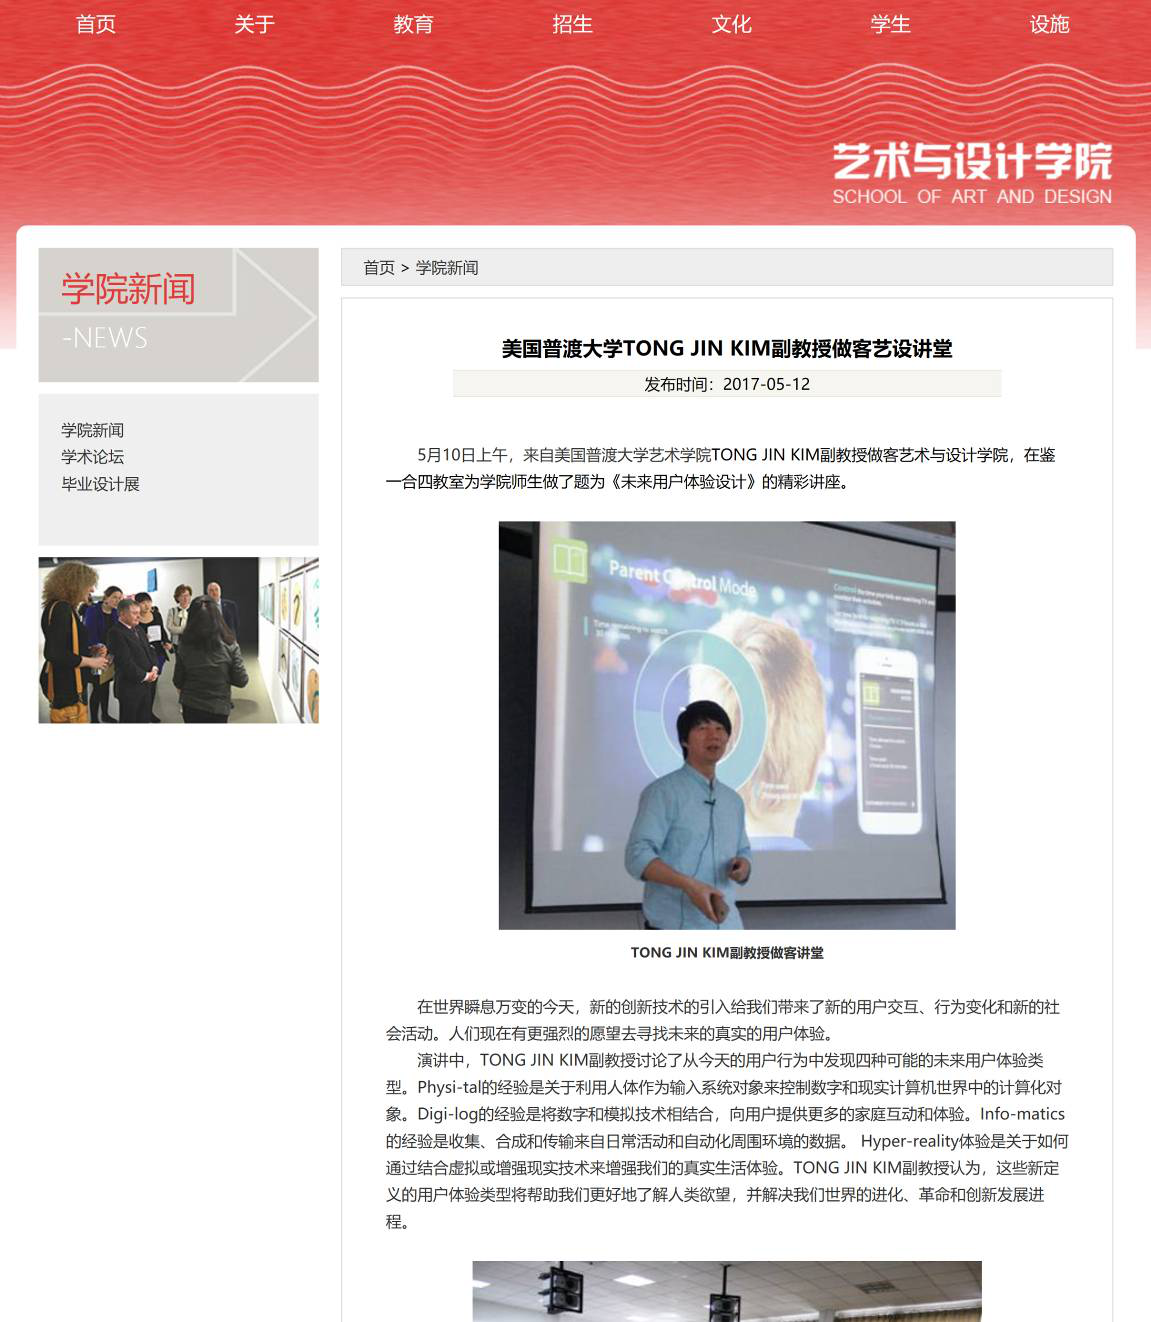 首页 关于 教育 招生 文化 学生 设施
艺术与设计学院
SCHOOL OF ART AND DESIGN
学院新闻
-NEWS
学院新闻
学术论坛
毕业设计展
首页 > 学院新闻
美国普渡大学TONG JIN KIM副教授做客艺设讲堂
发布时间：2017-05-12
5月10日上午，来自美国普渡大学艺术学院TONG JIN KIM副教授做客艺术与设计学院，在鉴
一合四教室为学院师生做了题为《未来用户体验设计》的精彩讲座。
Parent Control Mode
Time remaining to watch
30 minutes
TONG JIN KIM副教授做客讲堂
在世界瞬息万变的今天，新的创新技术的引入给我们带来了新的用户交互、行为变化和新的社
会活动。人们现在有更强烈的愿望去寻找未来的真实的用户体验。
演讲中，TONG JIN KIM副教授讨论了从今天的用户行为中发现四种可能的未来用户体验类
型。Physi-tal的经验是关于利用人体作为输入系统对象来控制数字和现实计算机世界中的计算化对
象。Digi-log的经验是将数字和模拟技术相结合，向用户提供更多的家庭互动和体验。Info-matics
的经验是收集、合成和传输来自日常活动和自动化周围环境的数据。 Hyper-reality体验是关于如何
通过结合虚拟或增强现实技术来增强我们的真实生活体验。TONG JIN KIM副教授认为，这些新定
义的用户体验类型将帮助我们更好地了解人类欲望，并解决我们世界的进化、革命和创新发展进
程。